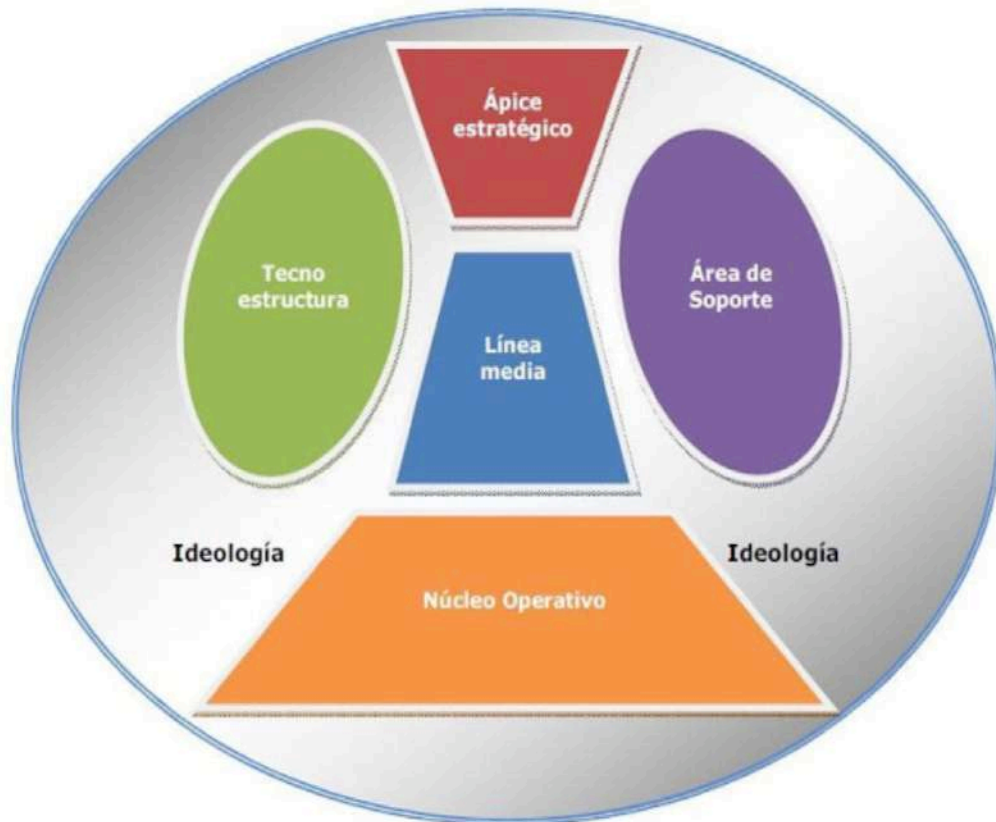 Ápice
estratégico
Tecno
estructura
Área de
Soporte
Línea
media
Ideología
Ideología
Núcleo Operativo